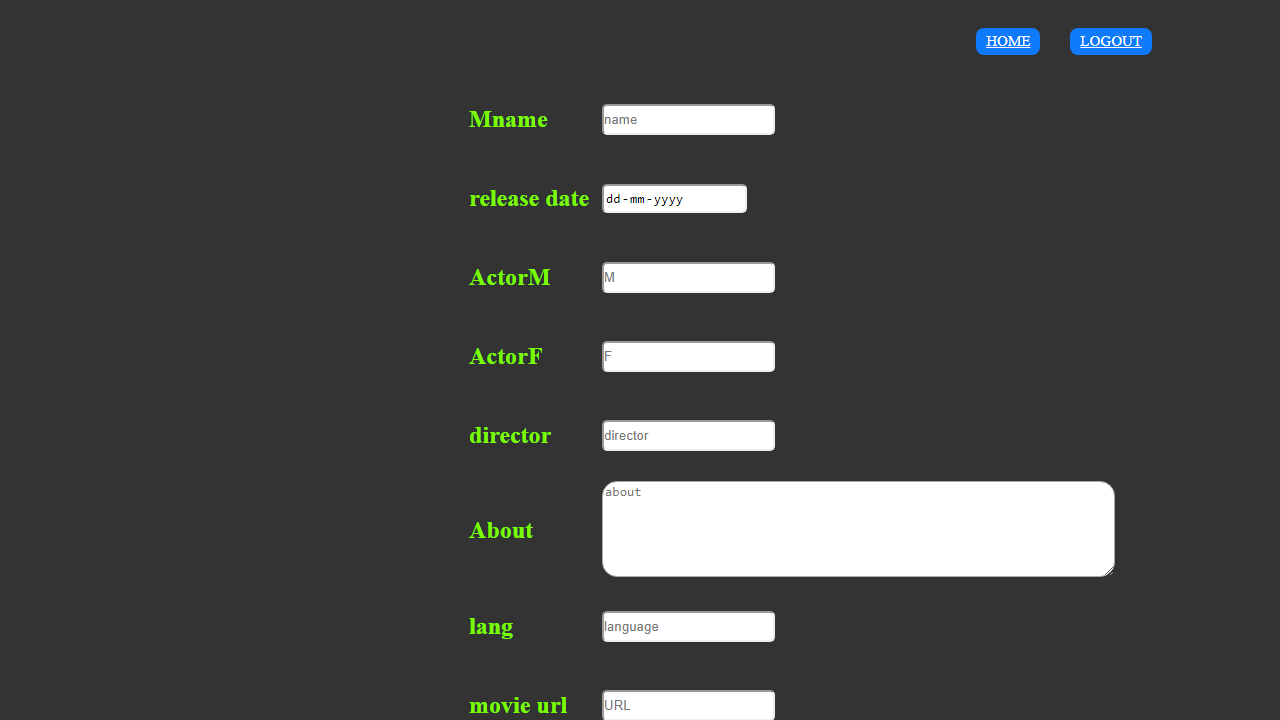 HOME LOGOUT
Mname name
release date dd-mm-yyyy
ActorM M
ActorF F
director director
About about
lang language
movie url URL